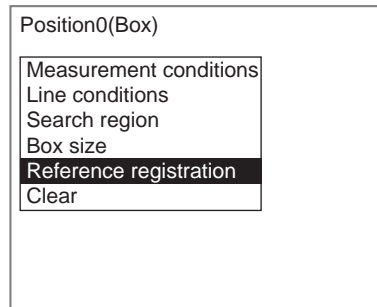 Position0(Box)
Measurement conditions
Line conditions
Search region
Box size
Reference registration
Clear